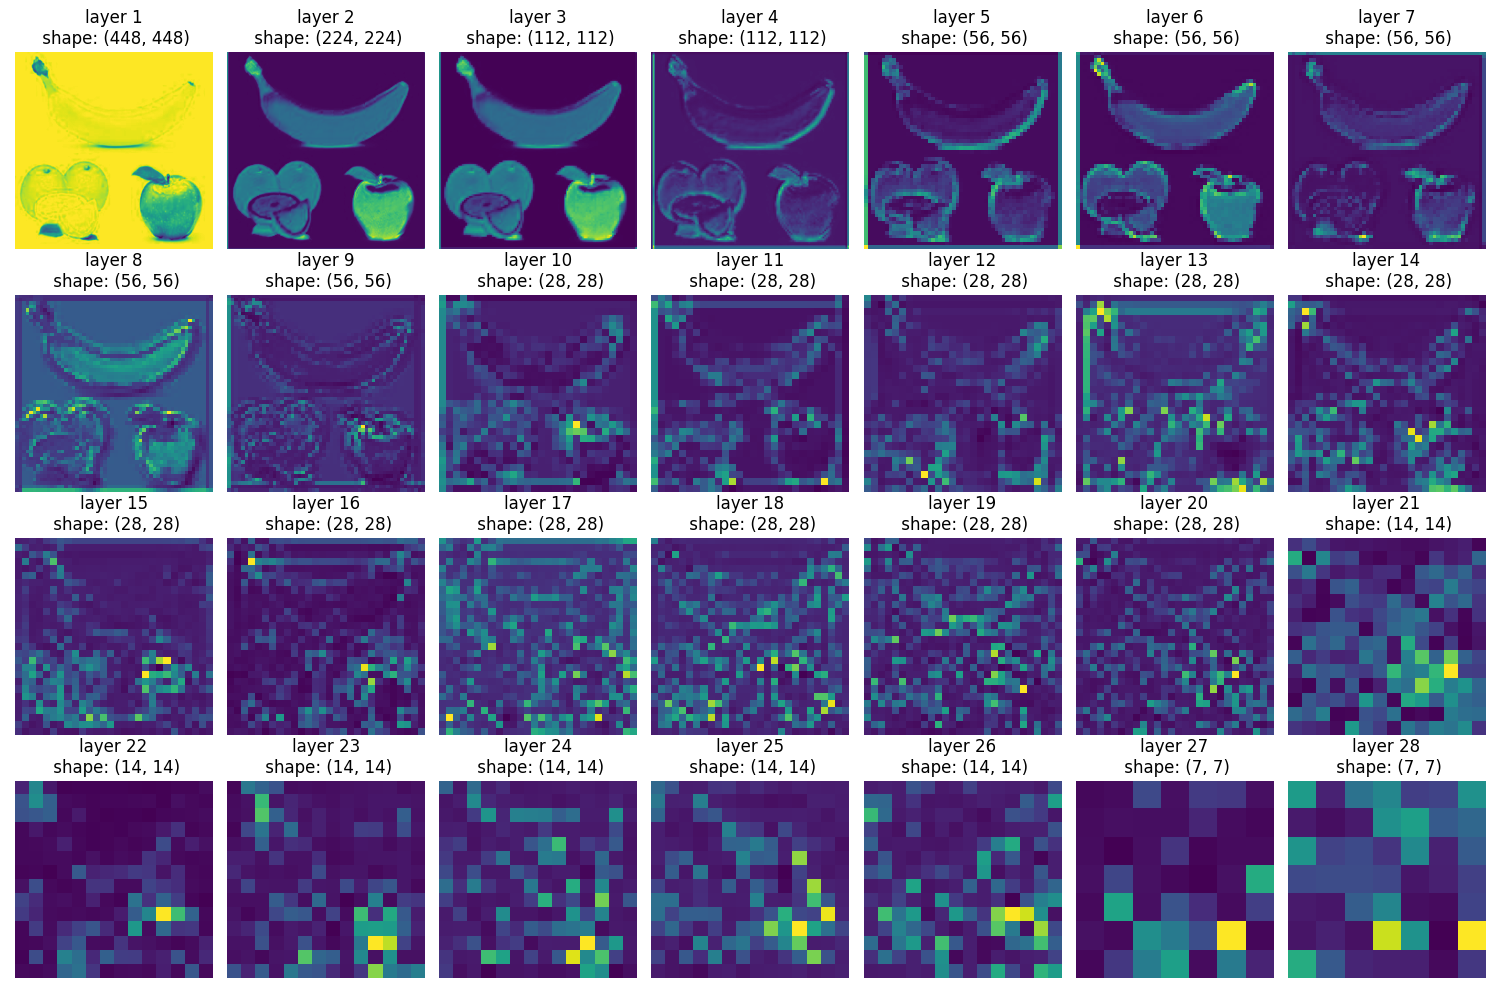 layer 1
shape: (448, 448)
layer 2
shape: (224, 224)
layer 3
shape: (112, 112)
layer 4
shape: (112, 112)
layer 5
shape: (56, 56)
layer 6
shape: (56, 56)
layer 7
shape: (56, 56)
layer 8
shape: (56, 56)
layer 9
shape: (56, 56)
layer 10
shape: (28, 28)
layer 11
shape: (28, 28)
layer 12
shape: (28, 28)
layer 13
shape: (28, 28)
layer 14
shape: (28, 28)
layer 15
shape: (28, 28)
layer 16
shape: (28, 28)
layer 17
shape: (28, 28)
layer 18
shape: (28, 28)
layer 19
shape: (28, 28)
layer 20
shape: (28, 28)
layer 21
shape: (14, 14)
layer 22
shape: (14, 14)
layer 23
shape: (14, 14)
layer 24
shape: (14, 14)
layer 25
shape: (14, 14)
layer 26
shape: (14, 14)
layer 27
shape: (7, 7)
layer 28
shape: (7, 7)